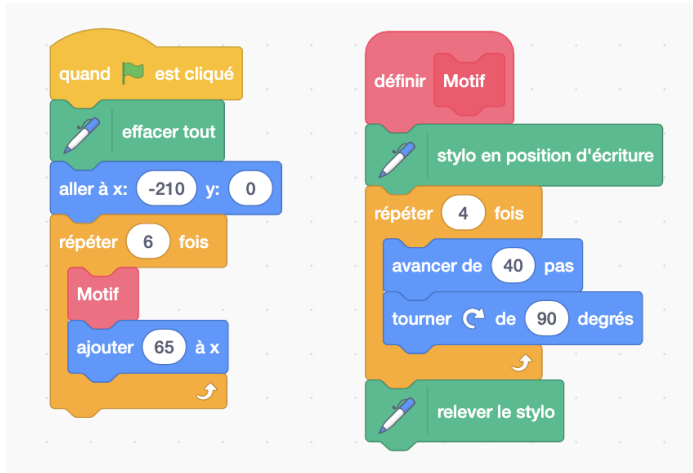 quand est cliqué
effacer tout
aller à x: -210 y: 0
répéter 6 fois
Motif
ajouter 65 à x
définir Motif
stylo en position d'écriture
répéter 4 fois
avancer de 40 pas
tourner de 90 degrés
relever le stylo